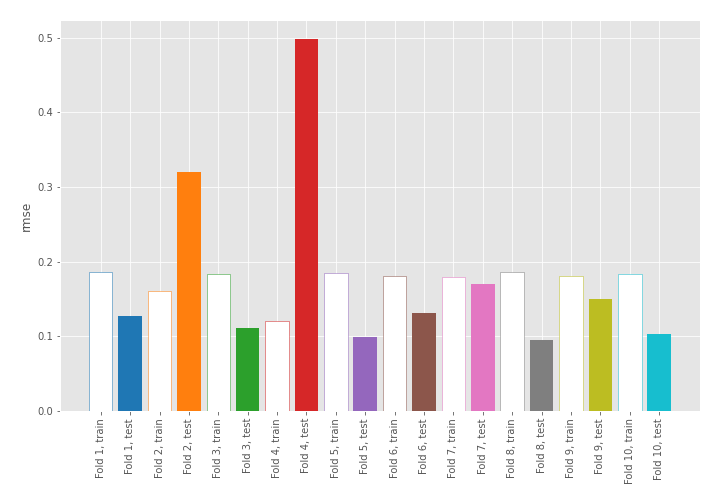 0.5
0.4
0.3
0.2
0.1
0.0
rmse
Fold 1, train
Fold 1, test
Fold 2, train
Fold 2, test
Fold 3, train
Fold 3, test
Fold 4, train
Fold 4, test
Fold 5, train
Fold 5, test
Fold 6, train
Fold 6, test
Fold 7, train
Fold 7, test
Fold 8, train
Fold 8, test
Fold 9, train
Fold 9, test
Fold 10, train
Fold 10, test